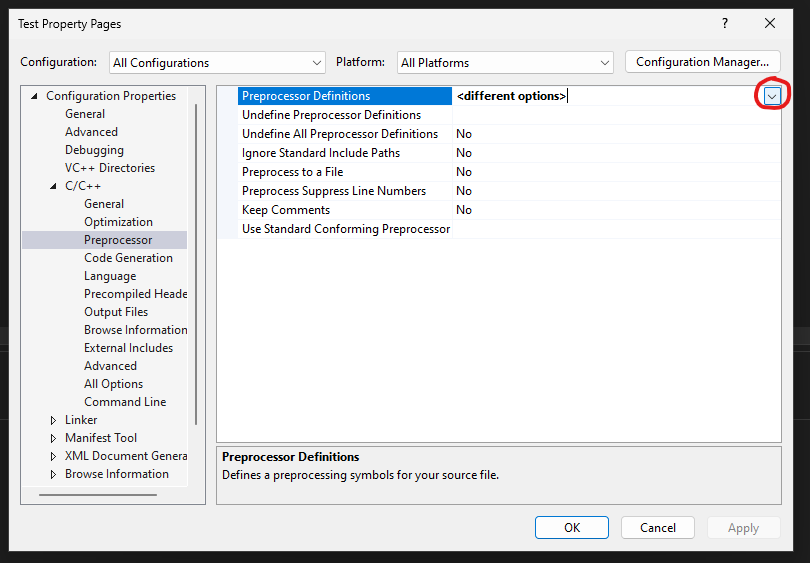 Test Property Pages
?
Configuration: All Configurations Platform: All Platforms Configuration Manager...
Configuration Properties
General
Advanced
Debugging
VC++ Directories
C/C++
General
Optimization
Preprocessor
Code Generation
Language
Precompiled Heade
Output Files
Browse Information
External Includes
Advanced
All Options
Command Line
Linker
Manifest Tool
XML Document Genera
Browse Information
Preprocessor Definitions <different options>
Undefine Preprocessor Definitions
Undefine All Preprocessor Definitions No
Ignore Standard Include Paths No
Preprocess to a File No
Preprocess Suppress Line Numbers No
Keep Comments No
Use Standard Conforming Preprocessor
Preprocessor Definitions
Defines a preprocessing symbols for your source file.
OK Cancel Apply